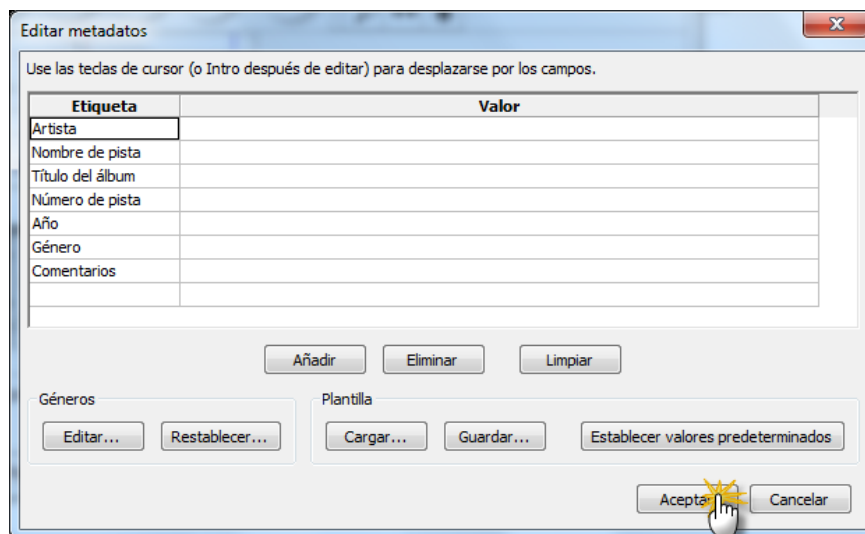 Editar metadatos
Use las teclas de cursor (o Intro después de editar) para desplazarse por los campos.
Etiqueta Valor
Artista
Nombre de pista
Título del álbum
Número de pista
Año
Género
Comentarios
Añadir Eliminar Limpiar
Géneros Plantilla
Editar... Restablecer... Cargar... Guardar... Establecer valores predeterminados
Aceptar Cancelar